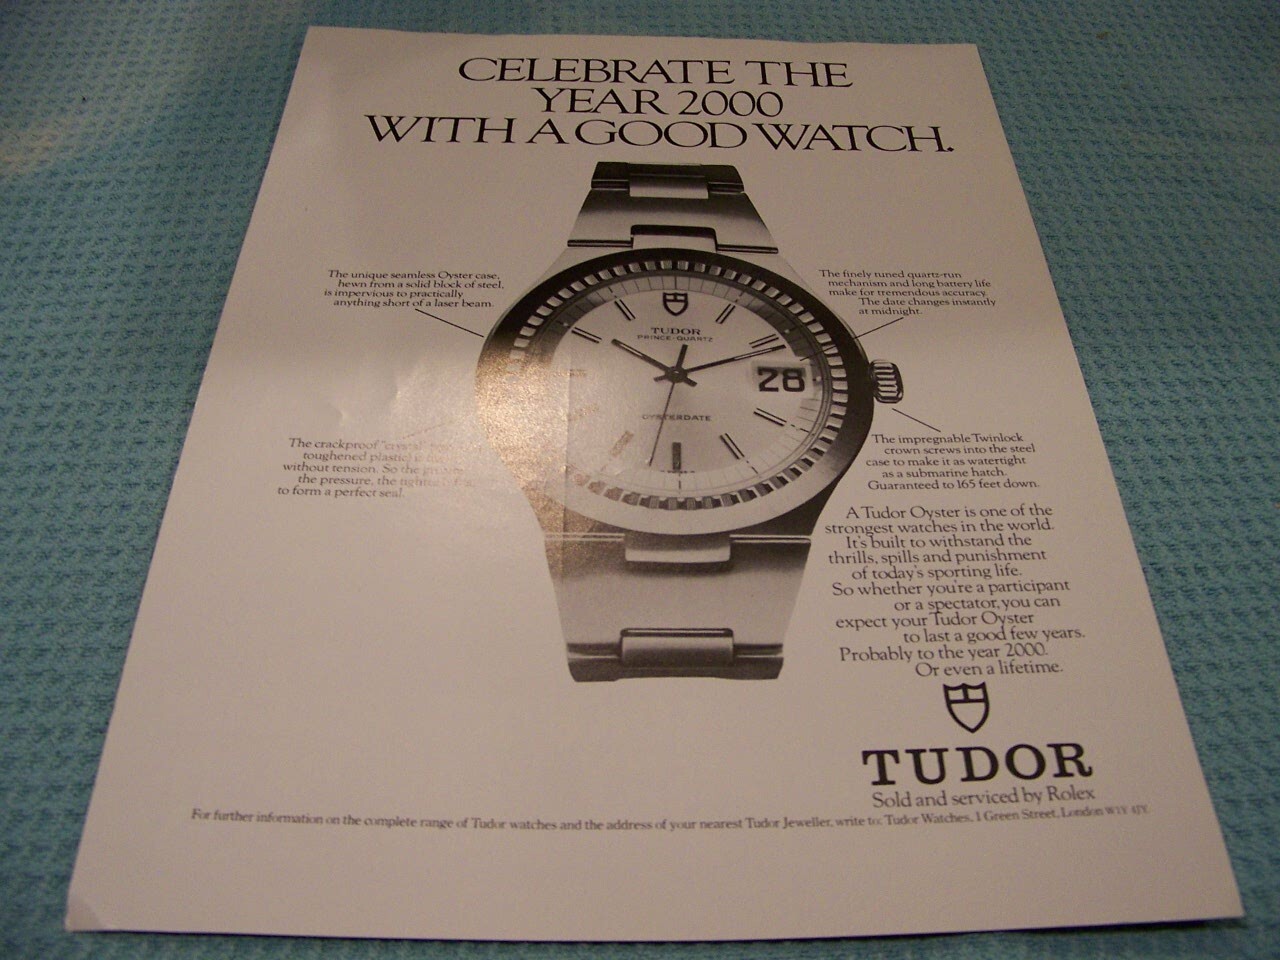 CELEBRATE THE
YEAR 2000
WITH A GOOD WATCH.
The unique seamless Oyster case,
hewn from a solid block of steel,
is impervious to practically
anything short of a laser beam.
The finely tuned quartz-run
mechanism and long battery life
make for tremendous accuracy.
The date changes instantly
at midnight.
TUDOR
PRINCE-QUARTZ
28
OYSTERDATE
The crackproof "crystal"
toughened plastic)
without tension. So the
the pressure, the tighter
to form a perfect seal.
The impregnable Twinlock
crown screws into the steel
case to make it as watertight
as a submarine hatch.
Guaranteed to 165 feet down.
A Tudor Oyster is one of the
strongest watches in the world.
It's built to withstand the
thrills, spills and punishment
of today's sporting life.
So whether you're a participant
or a spectator, you can
expect your Tudor Oyster
to last a good few years.
Probably to the year 2000.
Or even a lifetime.
TUDOR
Sold and serviced by Rolex
For further information on the complete range of Tudor watches and the address of your nearest Tudor Jeweller, write to: Tudor Watches, 1 Green Street, London W1Y 4JY.